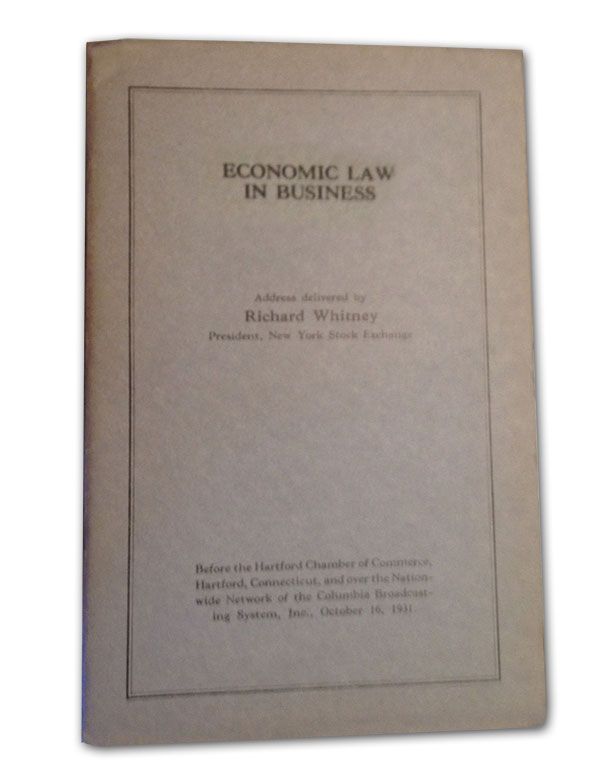 ECONOMIC LAW
IN BUSINESS
Address delivered by
Richard Whitney
President, New York Stock Exchange
Before the Hartford Chamber of Commerce,
Hartford, Connecticut, and over the Nation-
wide Network of the Columbia Broadcast-
ing System, Inc., October 16, 1931